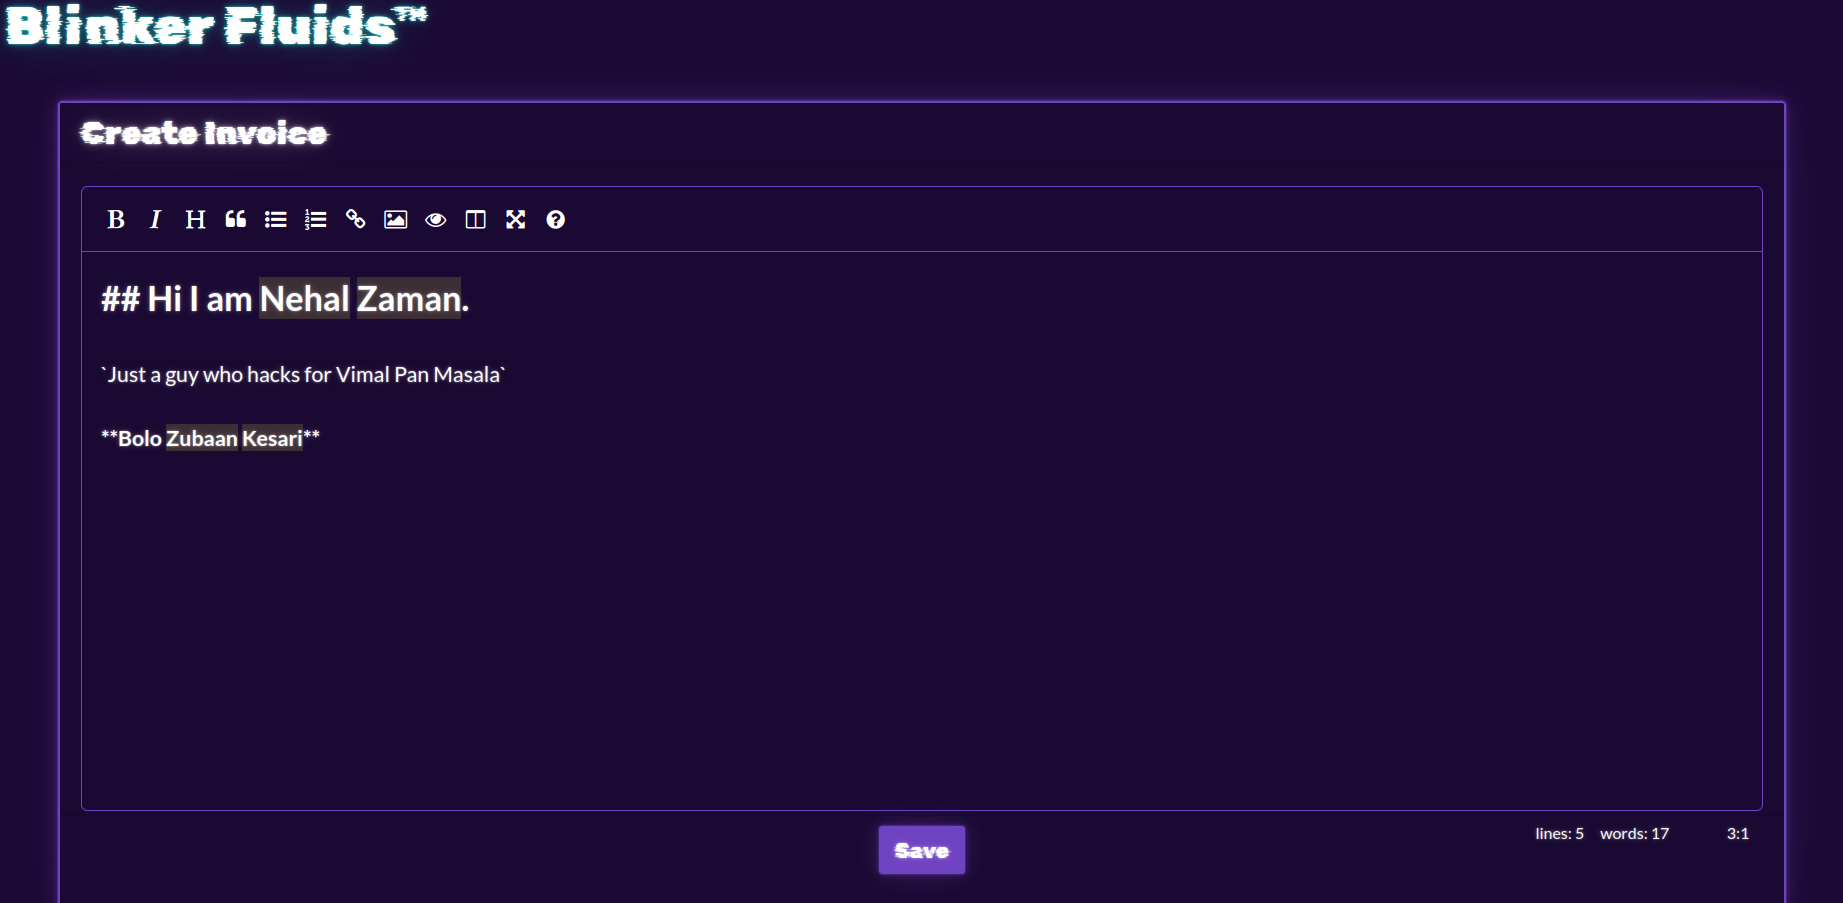 Blinker Fluids™
Create Invoice
B I H
## Hi I am Nehal Zaman.
`Just a guy who hacks for Vimal Pan Masala`
**Bolo Zubaan Kesari**
Save
lines: 5 words: 17 3:1